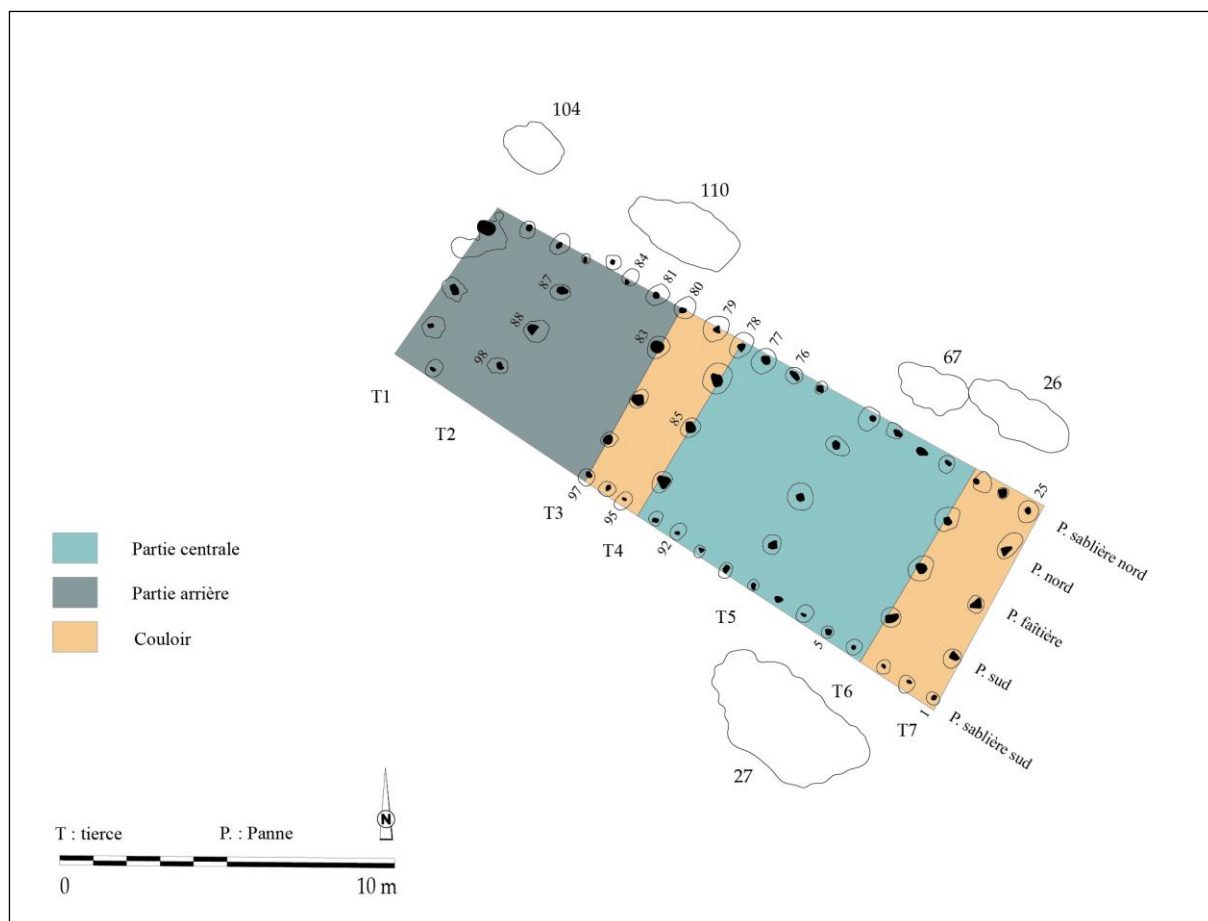 104
110
84
81
80
79
78
77
76
87
88
98
83
85
67
26
25
T1
T2
T3
T4
T5
T6
T7
97
95
92
5
1
27
P. sablière nord
P. nord
P. faîtière
P. sud
P. sablière sud
Partie centrale
Partie arrière
Couloir
N
T : tierce P. : Panne
0 10 m